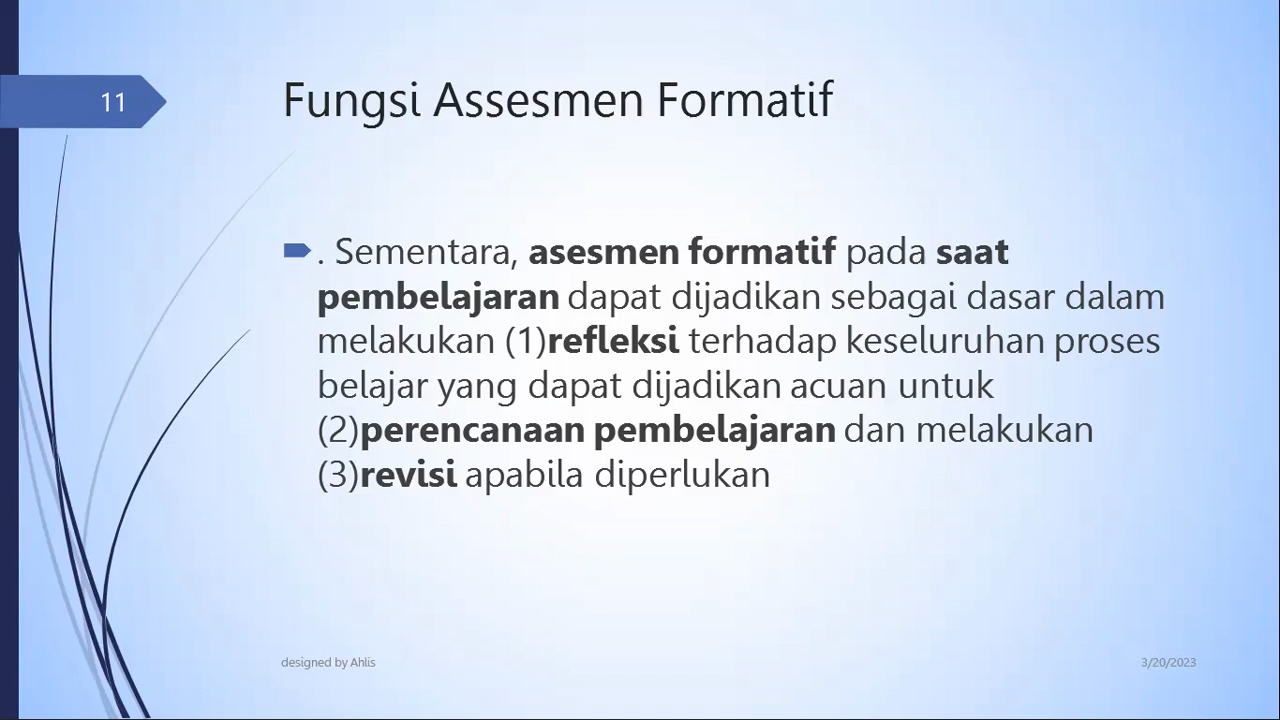 11
Fungsi Assesmen Formatif
. Sementara, asesmen formatif pada saat
pembelajaran dapat dijadikan sebagai dasar dalam
melakukan (1)refleksi terhadap keseluruhan proses
belajar yang dapat dijadikan acuan untuk
(2)perencanaan pembelajaran dan melakukan
(3)revisi apabila diperlukan
designed by Ahlis
3/20/2023